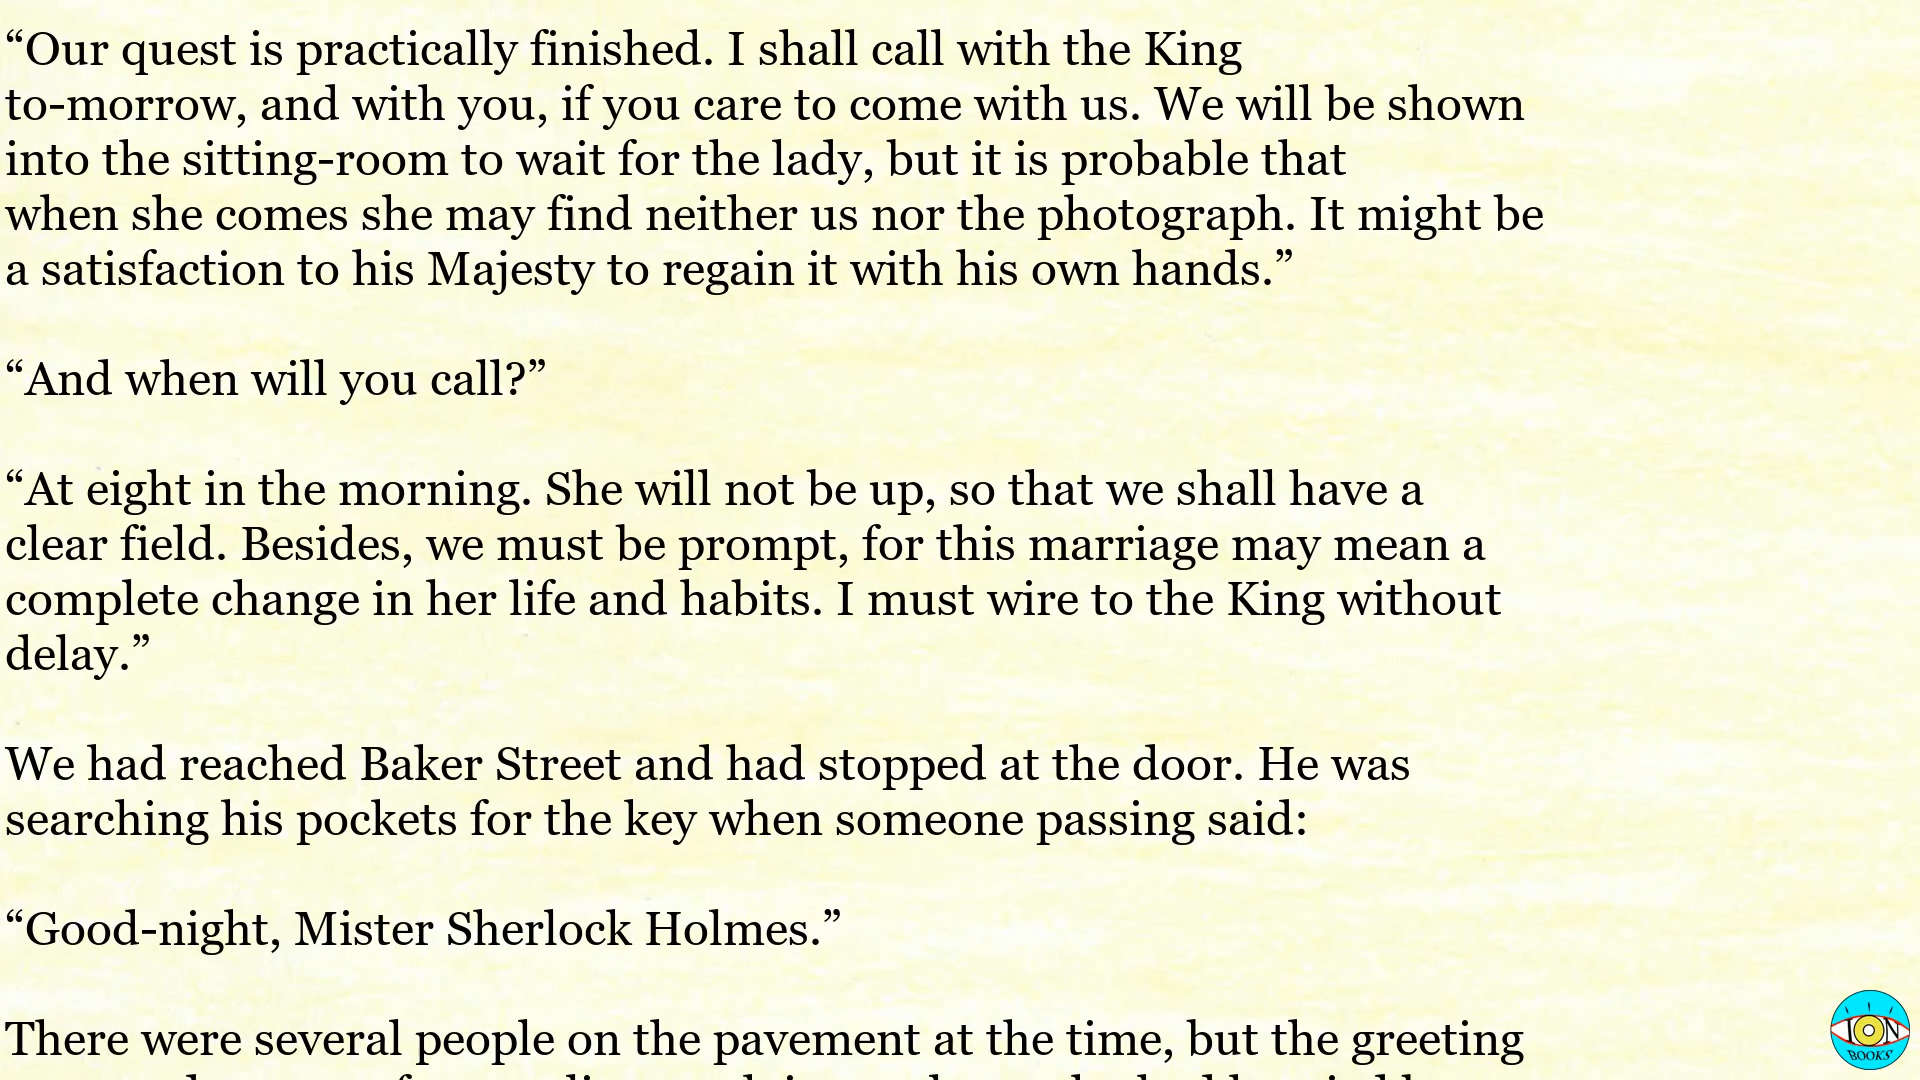 “Our quest is practically finished. I shall call with the King
to-morrow, and with you, if you care to come with us. We will be shown
into the sitting-room to wait for the lady, but it is probable that
when she comes she may find neither us nor the photograph. It might be
a satisfaction to his Majesty to regain it with his own hands.”
“And when will you call?”
“At eight in the morning. She will not be up, so that we shall have a
clear field. Besides, we must be prompt, for this marriage may mean a
complete change in her life and habits. I must wire to the King without
delay.”
We had reached Baker Street and had stopped at the door. He was
searching his pockets for the key when someone passing said:
“Good-night, Mister Sherlock Holmes.”
There were several people on the pavement at the time, but the greeting
ION
BOOKS